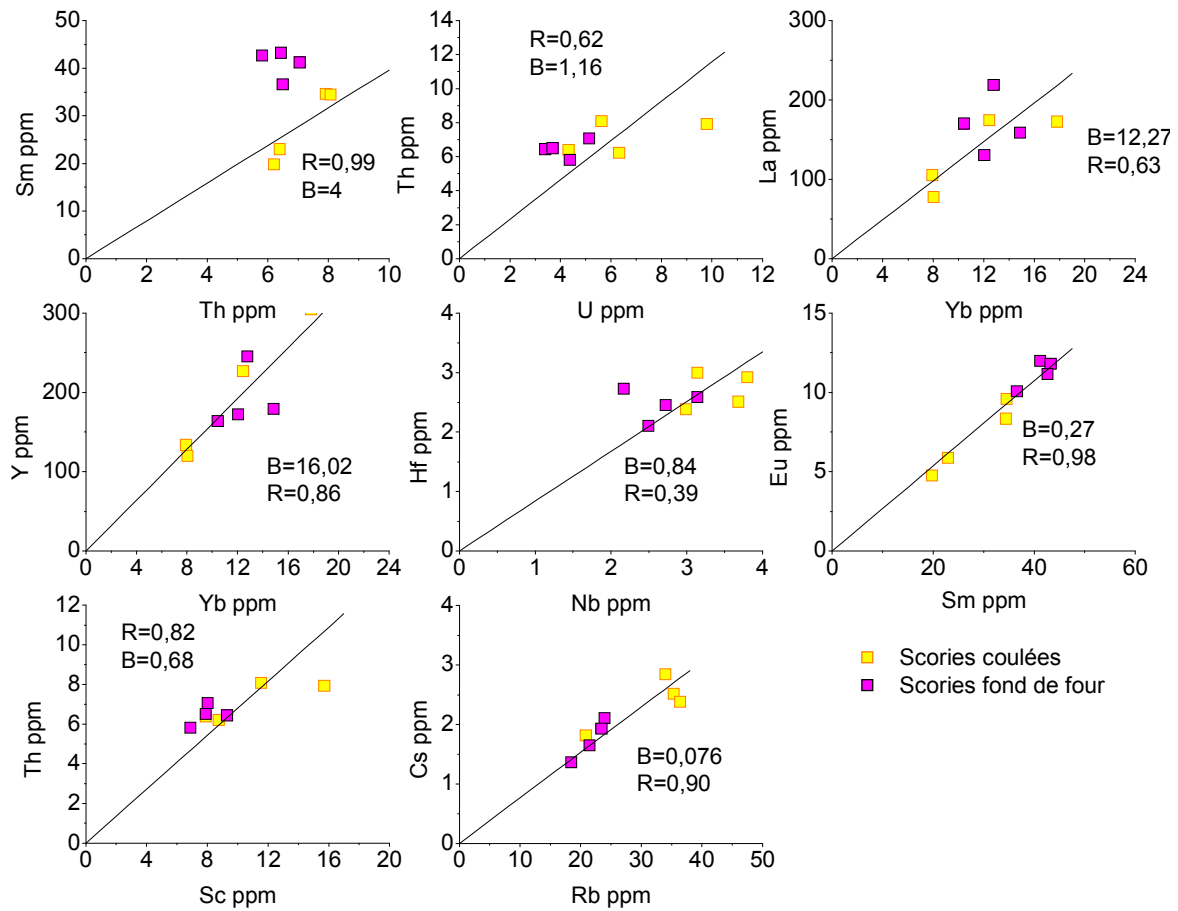 Sm ppm
50
40
30
20
10
0
R=0,99
B=4
0 2 4 6 8 10
Th ppm
Th ppm
14
12
10
8
6
4
2
0
R=0,62
B=1,16
0 2 4 6 8 10 12
U ppm
La ppm
300
200
100
0
B=12,27
R=0,63
0 4 8 12 16 20 24
Yb ppm
Y ppm
300
200
100
0
B=16,02
R=0,86
0 4 8 12 16 20 24
Yb ppm
Hf ppm
4
3
2
1
0
B=0,84
R=0,39
0 1 2 3 4
Nb ppm
Eu ppm
15
10
5
0
B=0,27
R=0,98
0 20 40 60
Sm ppm
Th ppm
12
10
8
6
4
2
0
R=0,82
B=0,68
0 4 8 12 16 20
Sc ppm
Cs ppm
4
3
2
1
0
B=0,076
R=0,90
0 10 20 30 40 50
Rb ppm
Scories coulées
Scories fond de four